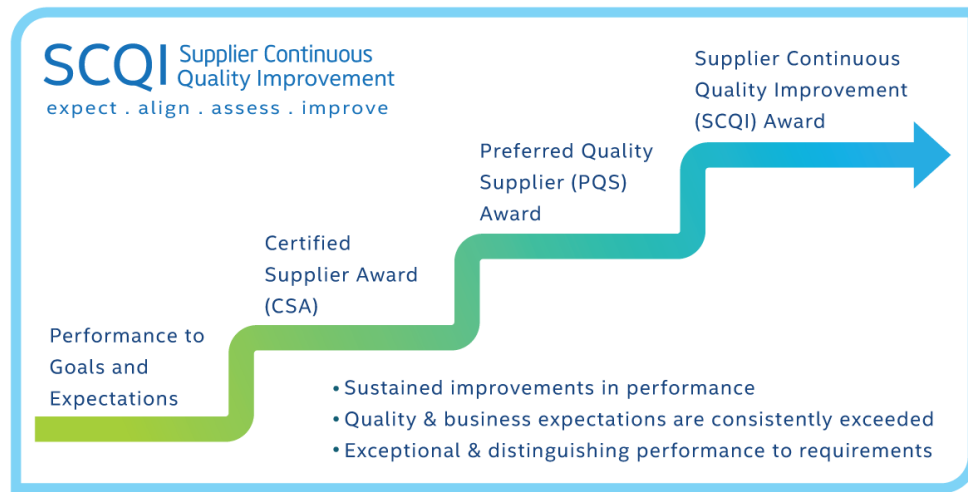 SCQI Supplier Continuous
Quality Improvement
expect . align . assess . improve
Performance to
Goals and
Expectations
Certified
Supplier Award
(CSA)
Preferred Quality
Supplier (PQS)
Award
Supplier Continuous
Quality Improvement
(SCQI) Award
• Sustained improvements in performance
• Quality & business expectations are consistently exceeded
• Exceptional & distinguishing performance to requirements